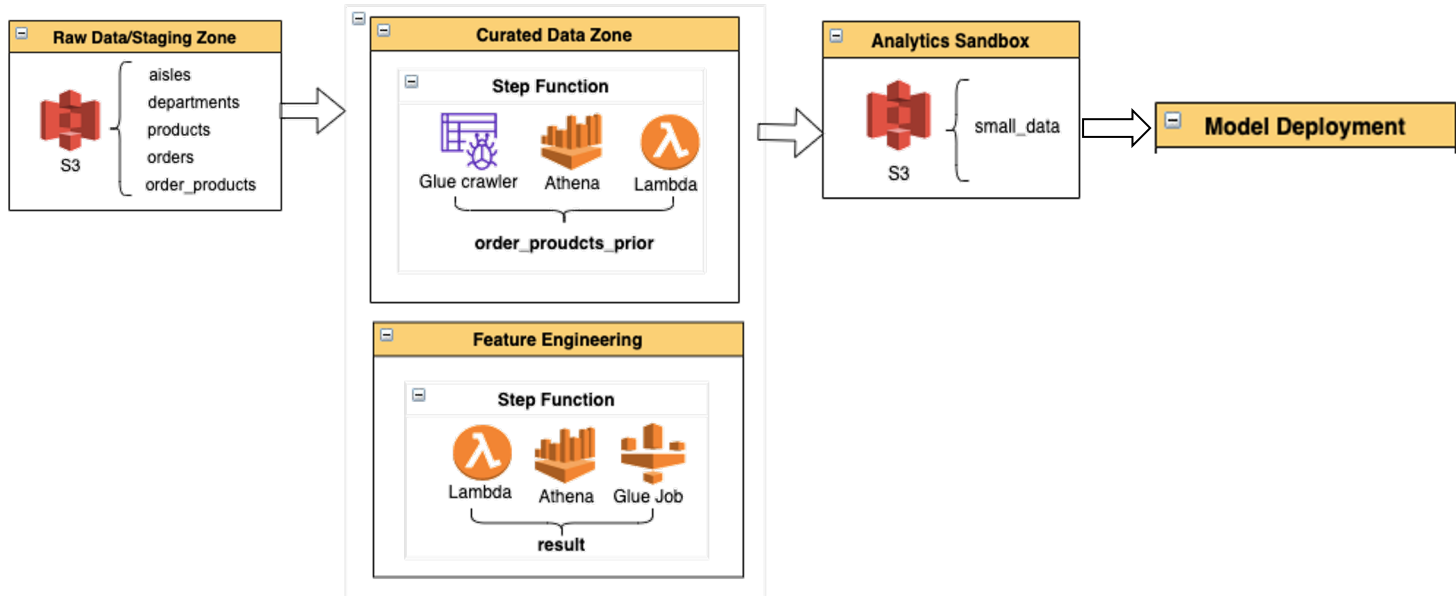 Raw Data/Staging Zone
aisles
departments
products
orders
order_products
S3
Curated Data Zone
Step Function
Glue crawler
Athena
Lambda
order_proudcts_prior
Feature Engineering
Step Function
Lambda
Athena
Glue Job
result
Analytics Sandbox
small_data
S3
Model Deployment